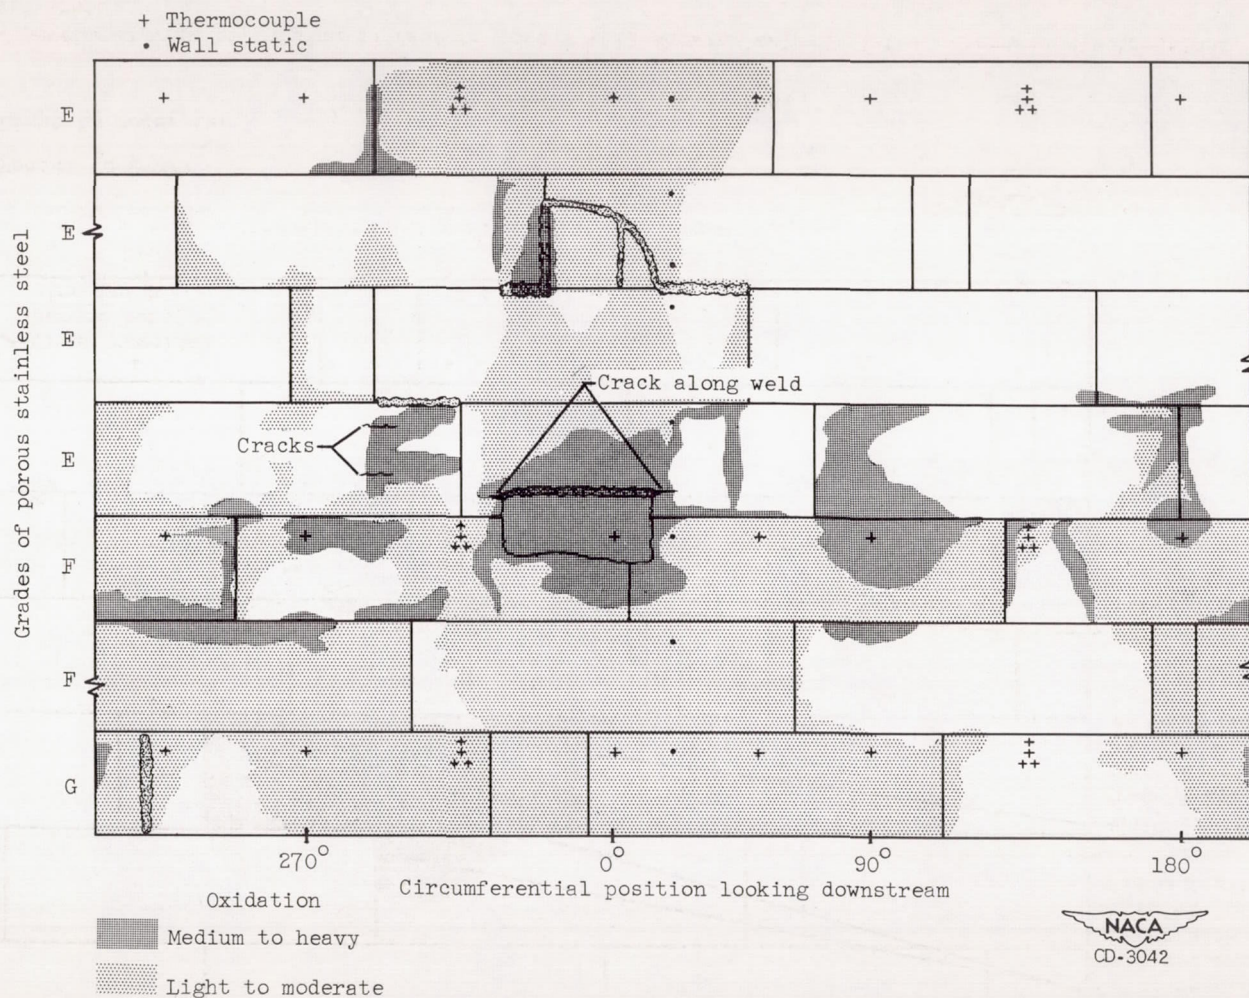 + Thermocouple
• Wall static
E
E
E
Crack along weld
Cracks
E
F
F
G
Grades of porous stainless steel
270°
0°
90°
180°
Circumferential position looking downstream
Oxidation
Medium to heavy
Light to moderate
NACA
CD-3042